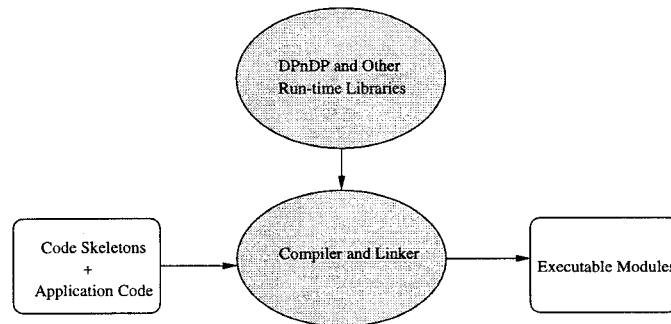 DPnDP and Other
Run-time Libraries
Code Skeletons
+
Application Code
Compiler and Linker
Executable Modules